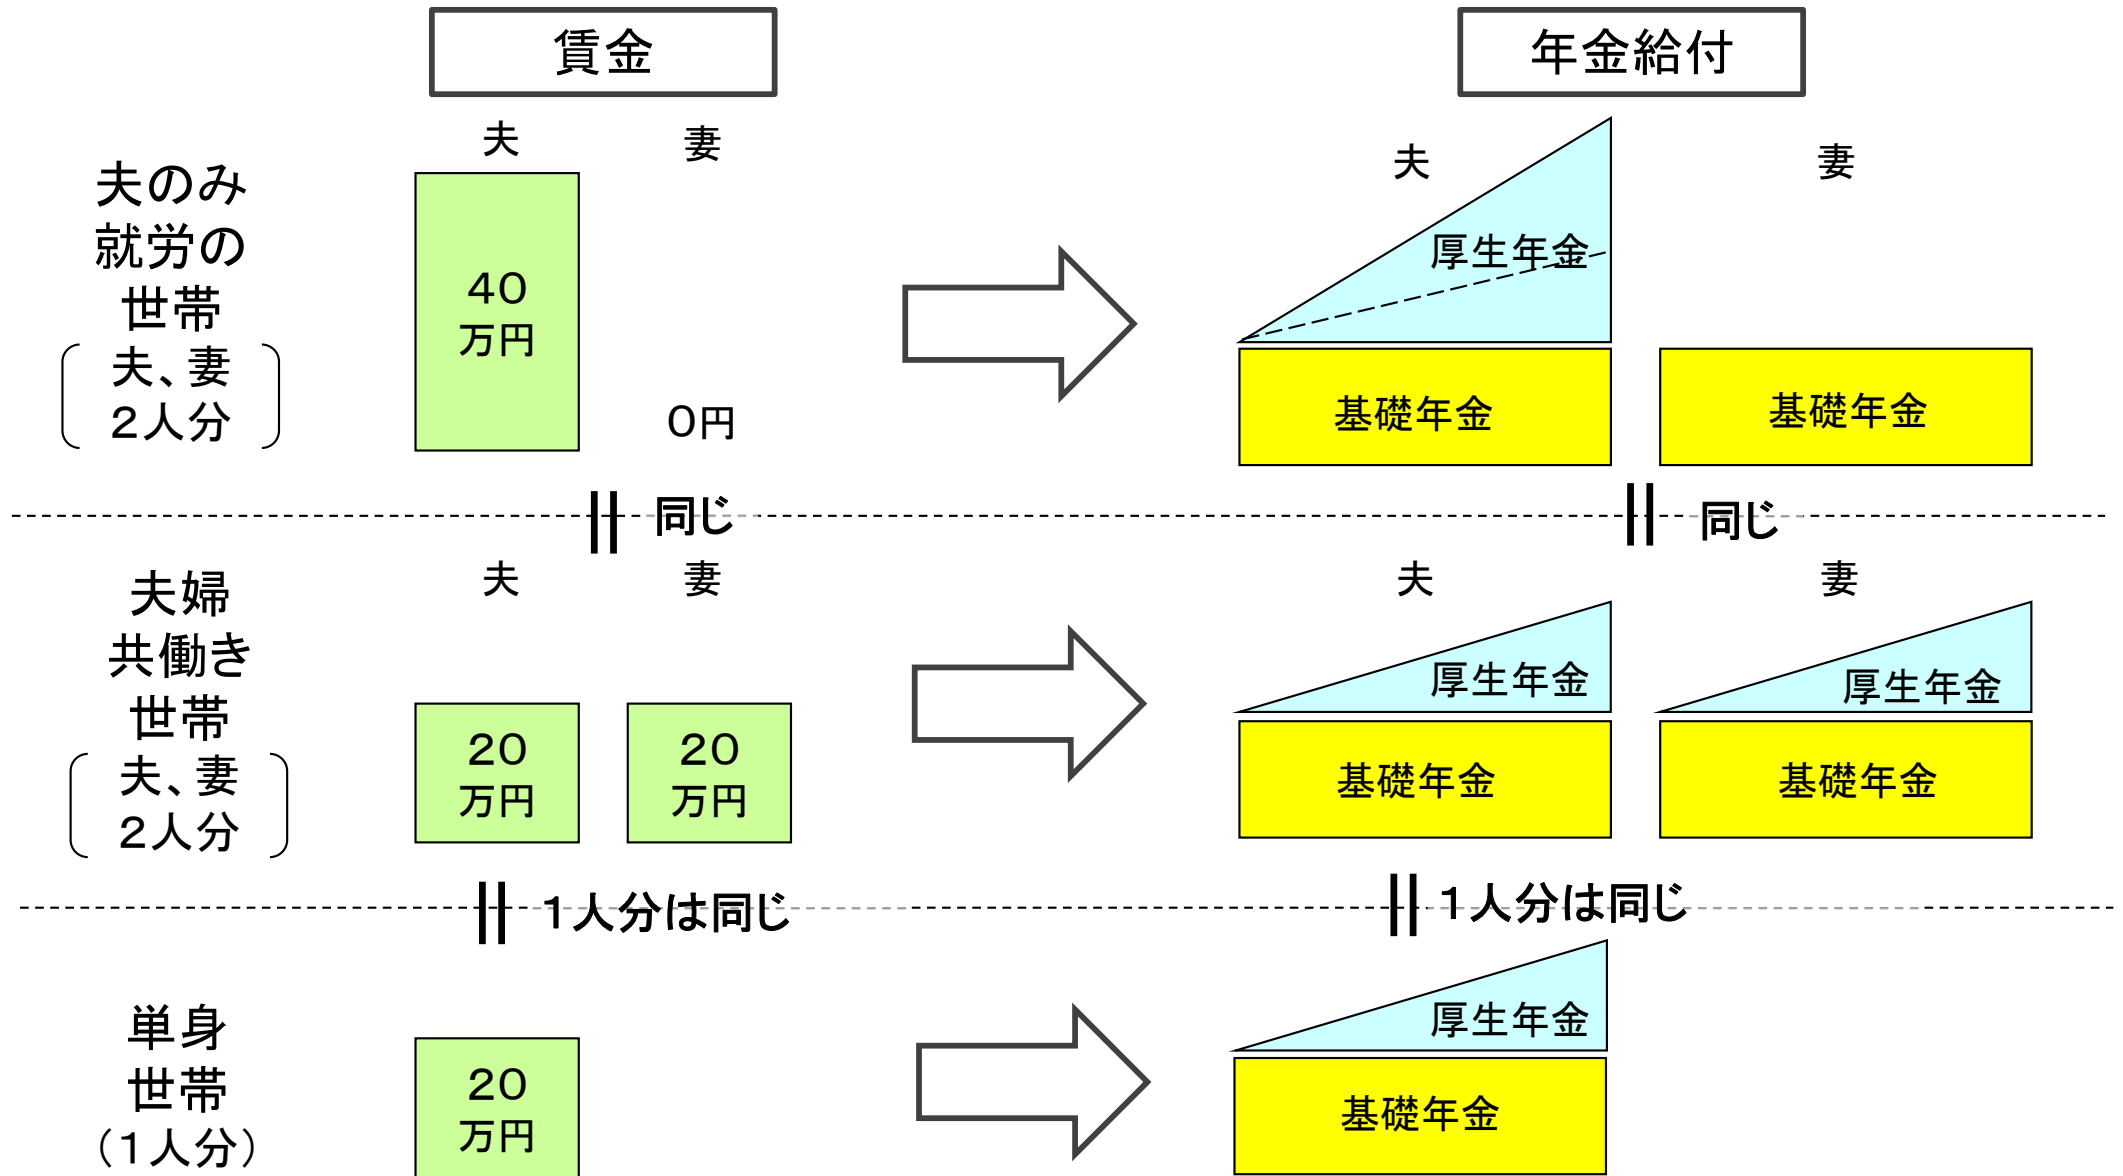 賃金
年金給付
夫のみ
就労の
世帯
夫、妻
２人分
夫
妻
４０
万円
０円
夫
妻
厚生年金
基礎年金
基礎年金
同じ
同じ
夫婦
共働き
世帯
夫、妻
２人分
夫
妻
２０
万円
２０
万円
夫
妻
厚生年金
厚生年金
基礎年金
基礎年金
１人分は同じ
１人分は同じ
単身
世帯
（１人分）
２０
万円
厚生年金
基礎年金